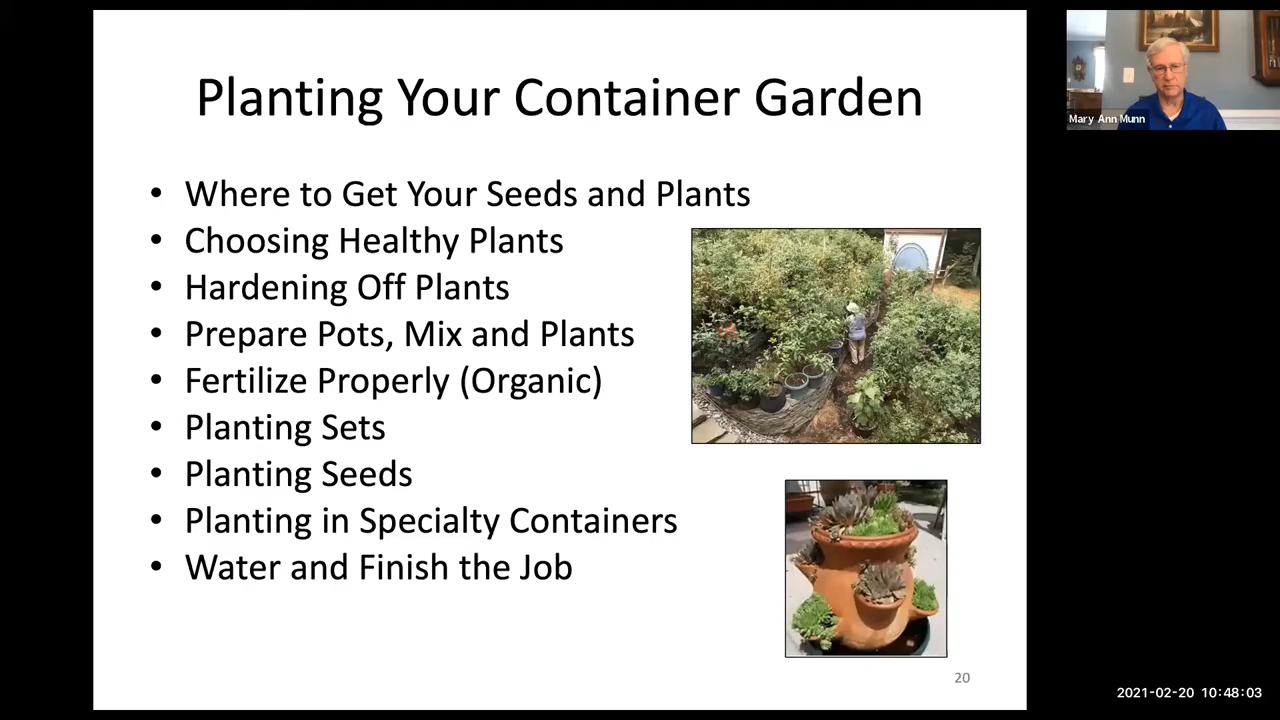 Planting Your Container Garden
• Where to Get Your Seeds and Plants
• Choosing Healthy Plants
• Hardening Off Plants
• Prepare Pots, Mix and Plants
• Fertilize Properly (Organic)
• Planting Sets
• Planting Seeds
• Planting in Specialty Containers
• Water and Finish the Job
20
Mary Ann Munn
2021-02-20 10:48:03